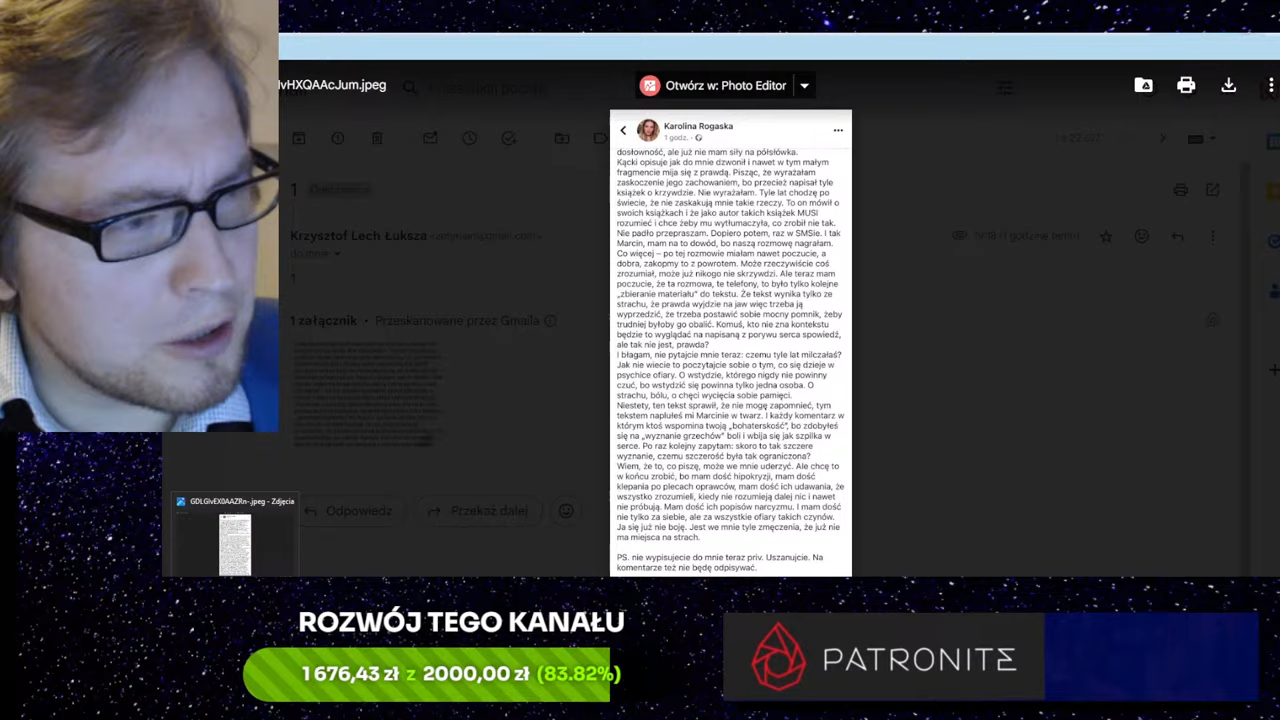 lvHXQAAcJum.jpeg
Otwórz w: Photo Editor
Karolina Rogaska
1 godz.
dosłowność, ale już nie mam siły na półsłówka.
Kącki opisuje jak do mnie dzwonił i nawet w tym małym
fragmencie mija się z prawdą. Pisząc, że wyrażałam
zaskoczenie jego zachowaniem, bo przecież napisał tyle
książek o krzywdzie. Nie wyrażałam. Tyle lat chodzę po
świecie, że nie zaskakują mnie takie rzeczy. To on mówił o
swoich książkach i że jako autor takich książek MUSI
rozumieć i chce żeby mu wytłumaczyła, co zrobił nie tak.
Nie padło przepraszam. Dopiero potem, raz w SMSie. I tak
Marcin, mam na to dowód, bo naszą rozmowę nagrałam.
Co więcej – po tej rozmowie miałam nawet poczucie, a
dobra, zakopmy to z powrotem. Może rzeczywiście coś
zrozumiał, może już nikogo nie skrzywdzi. Ale teraz mam
poczucie, że ta rozmowa, te telefony, to było tylko kolejne
„zbieranie materiału" do tekstu. Że tekst wynika tylko ze
strachu, że prawda wyjdzie na jaw więc trzeba ją
wyprzedzić, że trzeba postawić sobie mocny pomnik, żeby
trudniej byłoby go obalić. Komuś, kto nie zna kontekstu
będzie to wyglądać na napisaną z porywu serca spowiedź,
ale tak nie jest, prawda?
I błagam, nie pytajcie mnie teraz: czemu tyle lat milczałaś?
Jak nie wiecie to poczytajcie sobie o tym, co się dzieje w
psychice ofiary. O wstydzie, którego nigdy nie powinny
czuć, bo wstydzić się powinna tylko jedna osoba. O
strachu, bólu, o chęci wycięcia sobie pamięci.
Niestety, ten tekst sprawił, że nie mogę zapomnieć, tym
tekstem naplułeś mi Marcinie w twarz. I każdy komentarz w
którym ktoś wspomina twoją „bohaterskość", bo zdobyłeś
się na „wyznanie grzechów" boli i wbija się jak szpilka w
serce. Po raz kolejny zapytam: skoro to tak szczere
wyznanie, czemu szczerość była tak ograniczona?
Wiem, że to, co piszę, może we mnie uderzyć. Ale chcę to
w końcu zrobić, bo mam dość hipokryzji, mam dość
klepania po plecach oprawców, mam dość ich udawania, że
wszystko zrozumieli, kiedy nie rozumieją dalej nic i nawet
nie próbują. Mam dość ich popisów narcyzmu. I mam dość
nie tylko za siebie, ale za wszystkie ofiary takich czynów.
Ja się już nie boję. Jest we mnie tyle zmęczenia, że już nie
ma miejsca na strach.
PS. nie wypisujecie do mnie teraz priv. Uszanujcie. Na
komentarze też nie będę odpisywać.
1
Krzysztof Lech Łuksza
do mnie
1
1 załącznik • Przeskanowane przez Gmaila
GDLGlvEX0AAZRn-.jpeg - Zdjęcia
Odpowiedz
Przekaż dalej
ROZWÓJ TEGO KANAŁU
1 676,43 zł z 2000,00 zł (83.82%)
PATRONITE